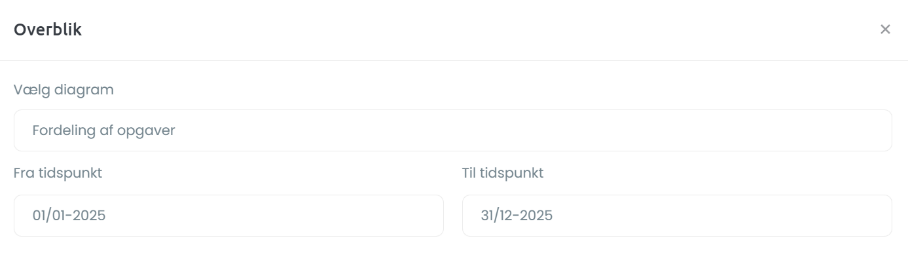 Overblik ×
Vælg diagram
Fordeling af opgaver
Fra tidspunkt Til tidspunkt
01/01-2025 31/12-2025